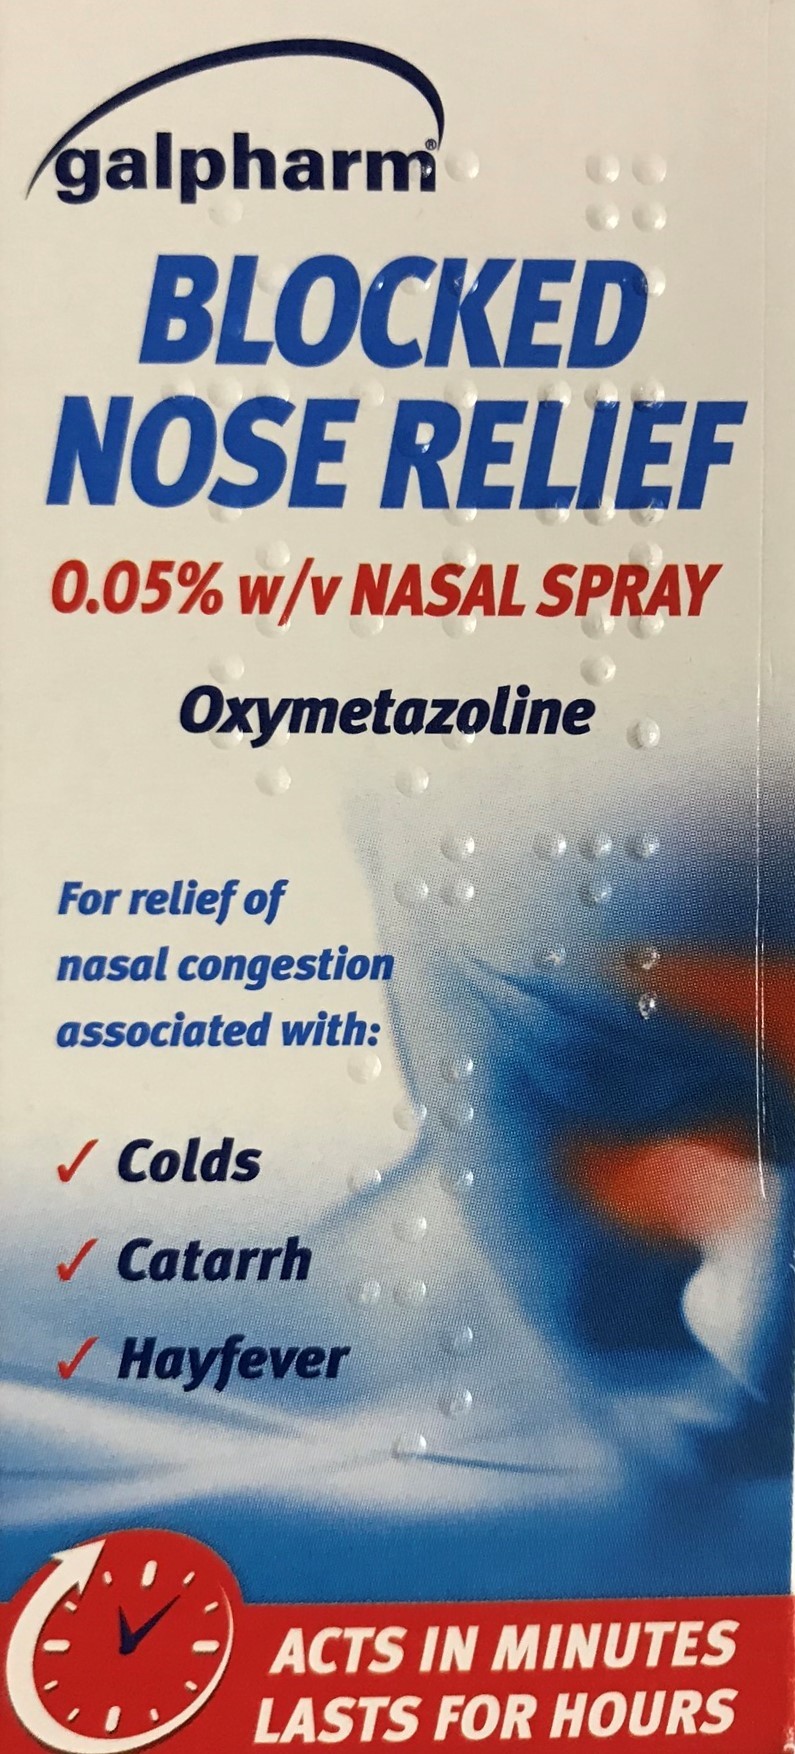 galpharm®
BLOCKED
NOSE RELIEF
0.05% w/v NASAL SPRAY
Oxymetazoline
For relief of
nasal congestion
associated with:
✓ Colds
✓ Catarrh
✓ Hayfever
ACTS IN MINUTES
LASTS FOR HOURS